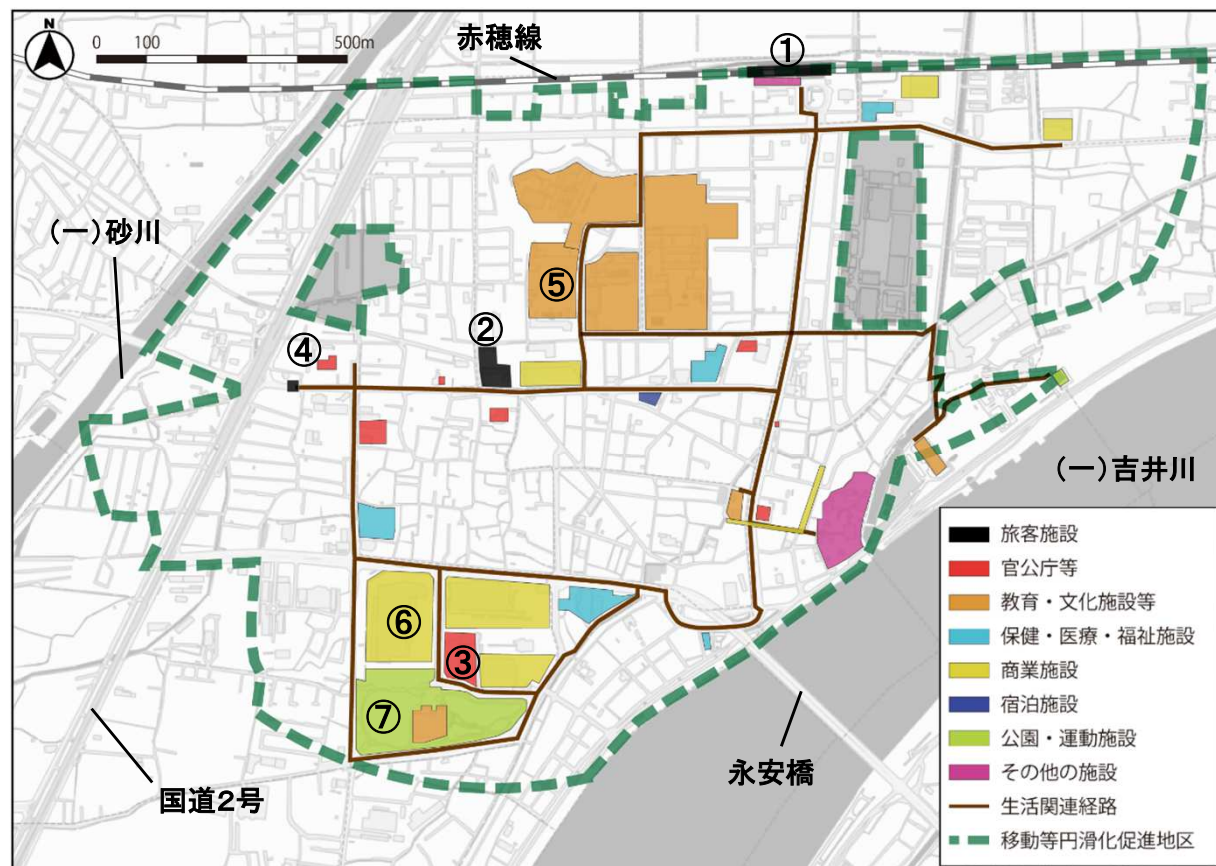 N
0 100 500m
赤穂線
①
(一)砂川
⑤
②
④
(一)吉井川
⑥
③
⑦
国道2号
永安橋
旅客施設
官公庁等
教育・文化施設等
保健・医療・福祉施設
商業施設
宿泊施設
公園・運動施設
その他の施設
生活関連経路
移動等円滑化促進地区